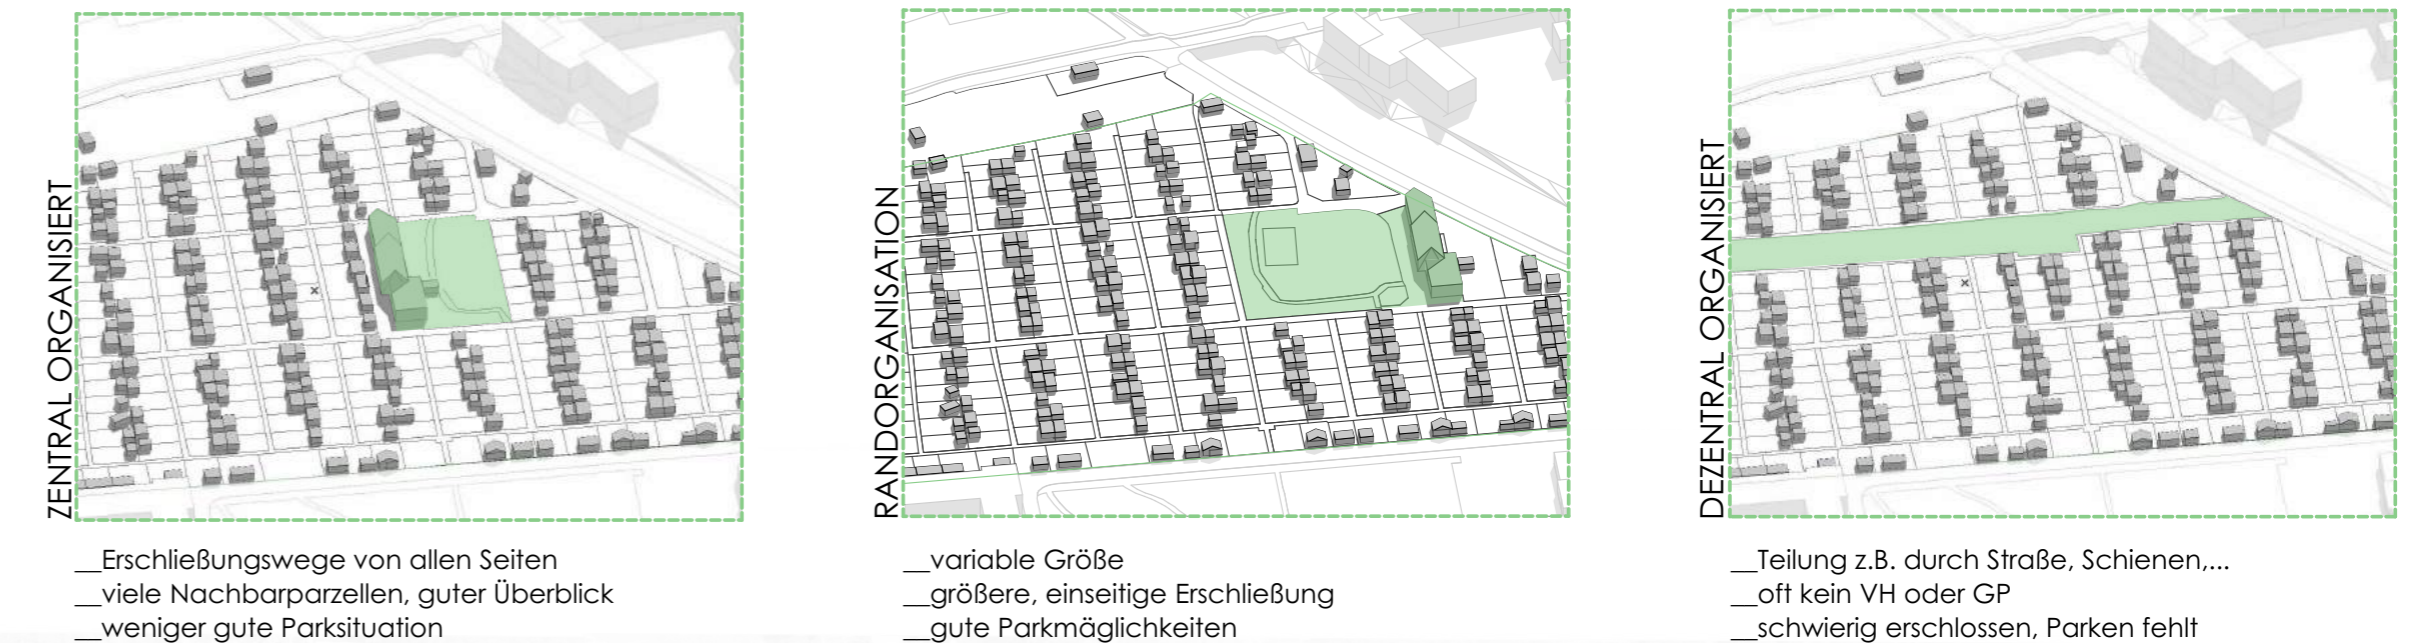 ZENTRAL ORGANISIERT
__Erschließungswege von allen Seiten
__viele Nachbarparzellen, guter Überblick
__weniger gute Parksituation
RANDORGANISATION
__variable Größe
__größere, einseitige Erschließung
__gute Parkmäglichkeiten
DEZENTRAL ORGANISIERT
__Teilung z.B. durch Straße, Schienen,...
__oft kein VH oder GP
__schwierig erschlossen, Parken fehlt